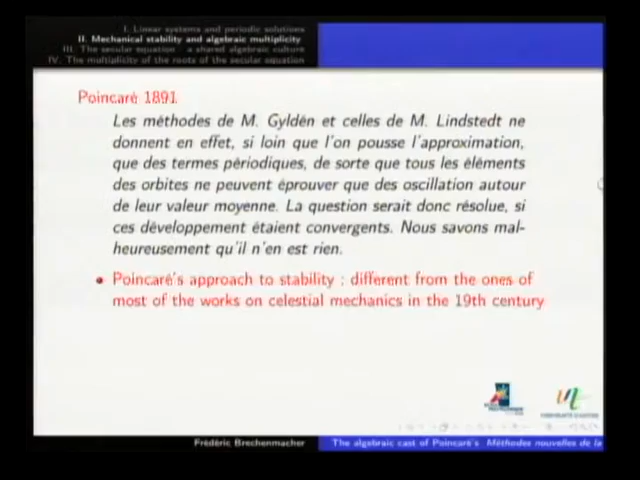 I. Linear systems and periodic solutions
II. Mechanical stability and algebraic multiplicity
III. The secular equation : a shared algebraic culture
IV. The multiplicity of the roots of the secular equation
Poincaré 1891
Les méthodes de M. Gyldén et celles de M. Lindstedt ne
donnent en effet, si loin que l'on pousse l'approximation,
que des termes périodiques, de sorte que tous les éléments
des orbites ne peuvent éprouver que des oscillation autour
de leur valeur moyenne. La question serait donc résolue, si
ces développement étaient convergents. Nous savons mal-
heureusement qu'il n'en est rien.
Poincaré's approach to stability : different from the ones of
most of the works on celestial mechanics in the 19th century
Frédéric Brechenmacher
The algebraic cast of Poincaré's Méthodes nouvelles de la